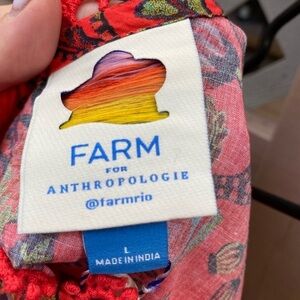 FARM
FOR
ANTHROPOLOGIE
@farmrio
L
MADE IN INDIA